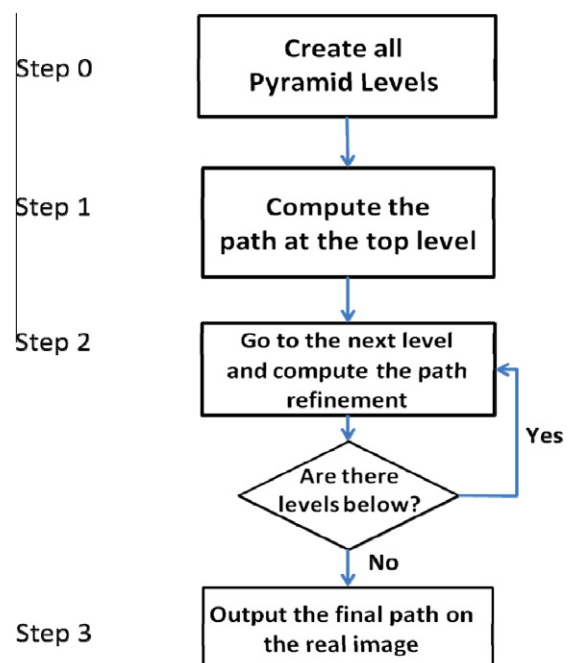 Step 0
Create all
Pyramid Levels
Step 1
Compute the
path at the top level
Step 2
Go to the next level
and compute the path
refinement
Are there
levels below?
Yes
No
Step 3
Output the final path on
the real image